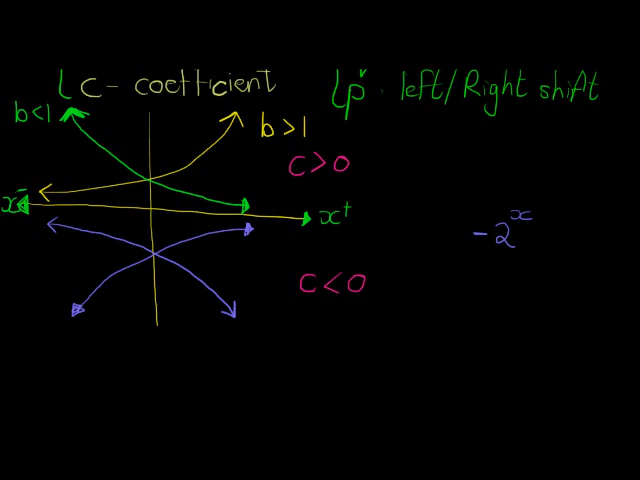 c - coefficient
left/Right shift
b<1
b>1
c>0
x⁻
x⁺
-2ˣ
c<0